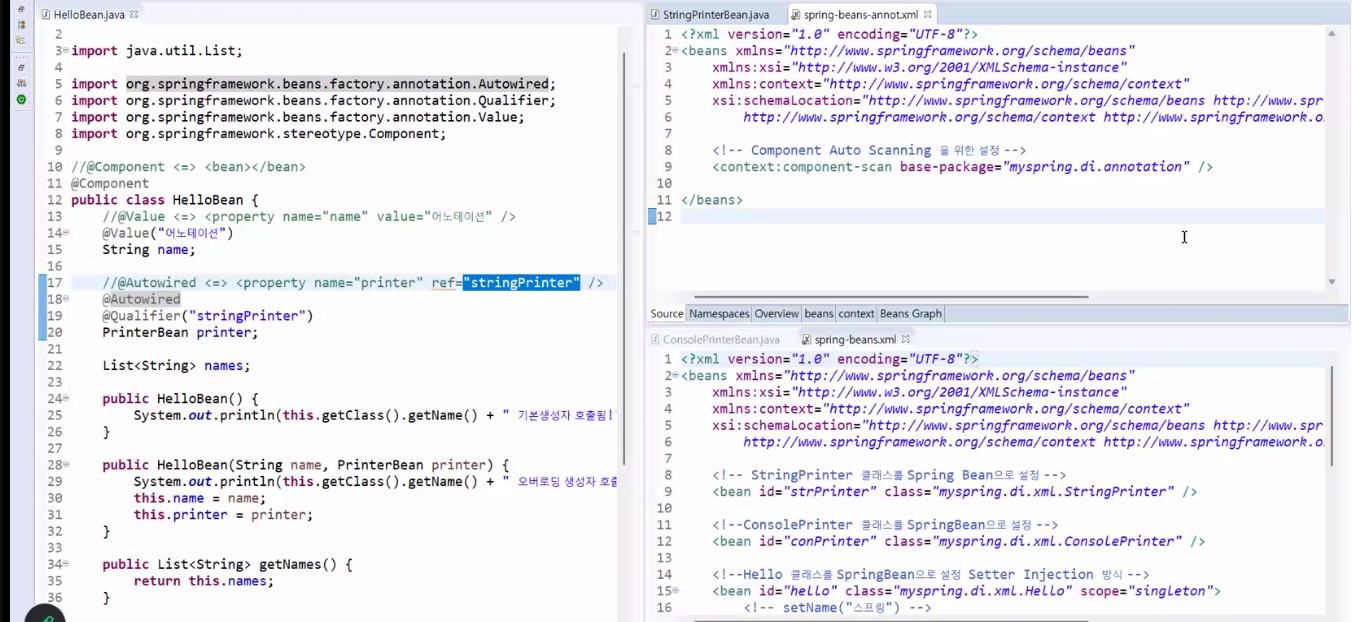 HelloBean.java
2
3 import java.util.List;
4
5 import org.springframework.beans.factory.annotation.Autowired;
6 import org.springframework.beans.factory.annotation.Qualifier;
7 import org.springframework.beans.factory.annotation.Value;
8 import org.springframework.stereotype.Component;
9
10 //@Component <=> <bean></bean>
11 @Component
12 public class HelloBean {
13 //@Value <=> <property name="name" value="어노테이션" />
14 @Value("어노테이션")
15 String name;
16
17 //@Autowired <=> <property name="printer" ref="stringPrinter" />
18 @Autowired
19 @Qualifier("stringPrinter")
20 PrinterBean printer;
21
22 List<String> names;
23
24 public HelloBean() {
25 System.out.println(this.getClass().getName() + " 기본생성자 호출됨!
26 }
27
28 public HelloBean(String name, PrinterBean printer) {
29 System.out.println(this.getClass().getName() + " 오버로딩 생성자 호출
30 this.name = name;
31 this.printer = printer;
32 }
33
34 public List<String> getNames() {
35 return this.names;
36 }
StringPrinterBean.java
spring-beans-annot.xml
1 <?xml version="1.0" encoding="UTF-8"?>
2 <beans xmlns="http://www.springframework.org/schema/beans"
3 xmlns:xsi="http://www.w3.org/2001/XMLSchema-instance"
4 xmlns:context="http://www.springframework.org/schema/context"
5 xsi:schemaLocation="http://www.springframework.org/schema/beans http://www.spr
6 http://www.springframework.org/schema/context http://www.springframework.o
7
8 <!-- Component Auto Scanning 을 위한 설정 -->
9 <context:component-scan base-package="myspring.di.annotation" />
10
11 </beans>
12
Source Namespaces Overview beans context Beans Graph
ConsolePrinterBean.java
spring-beans.xml
1 <?xml version="1.0" encoding="UTF-8"?>
2 <beans xmlns="http://www.springframework.org/schema/beans"
3 xmlns:xsi="http://www.w3.org/2001/XMLSchema-instance"
4 xmlns:context="http://www.springframework.org/schema/context"
5 xsi:schemaLocation="http://www.springframework.org/schema/beans http://www.spr
6 http://www.springframework.org/schema/context http://www.springframework.o
7
8 <!-- StringPrinter 클래스를 Spring Bean으로 설정 -->
9 <bean id="strPrinter" class="myspring.di.xml.StringPrinter" />
10
11 <!--ConsolePrinter 클래스를 SpringBean으로 설정 -->
12 <bean id="conPrinter" class="myspring.di.xml.ConsolePrinter" />
13
14 <!--Hello 클래스를 SpringBean으로 설정 Setter Injection 방식 -->
15 <bean id="hello" class="myspring.di.xml.Hello" scope="singleton">
16 <!-- setName("스프링") -->